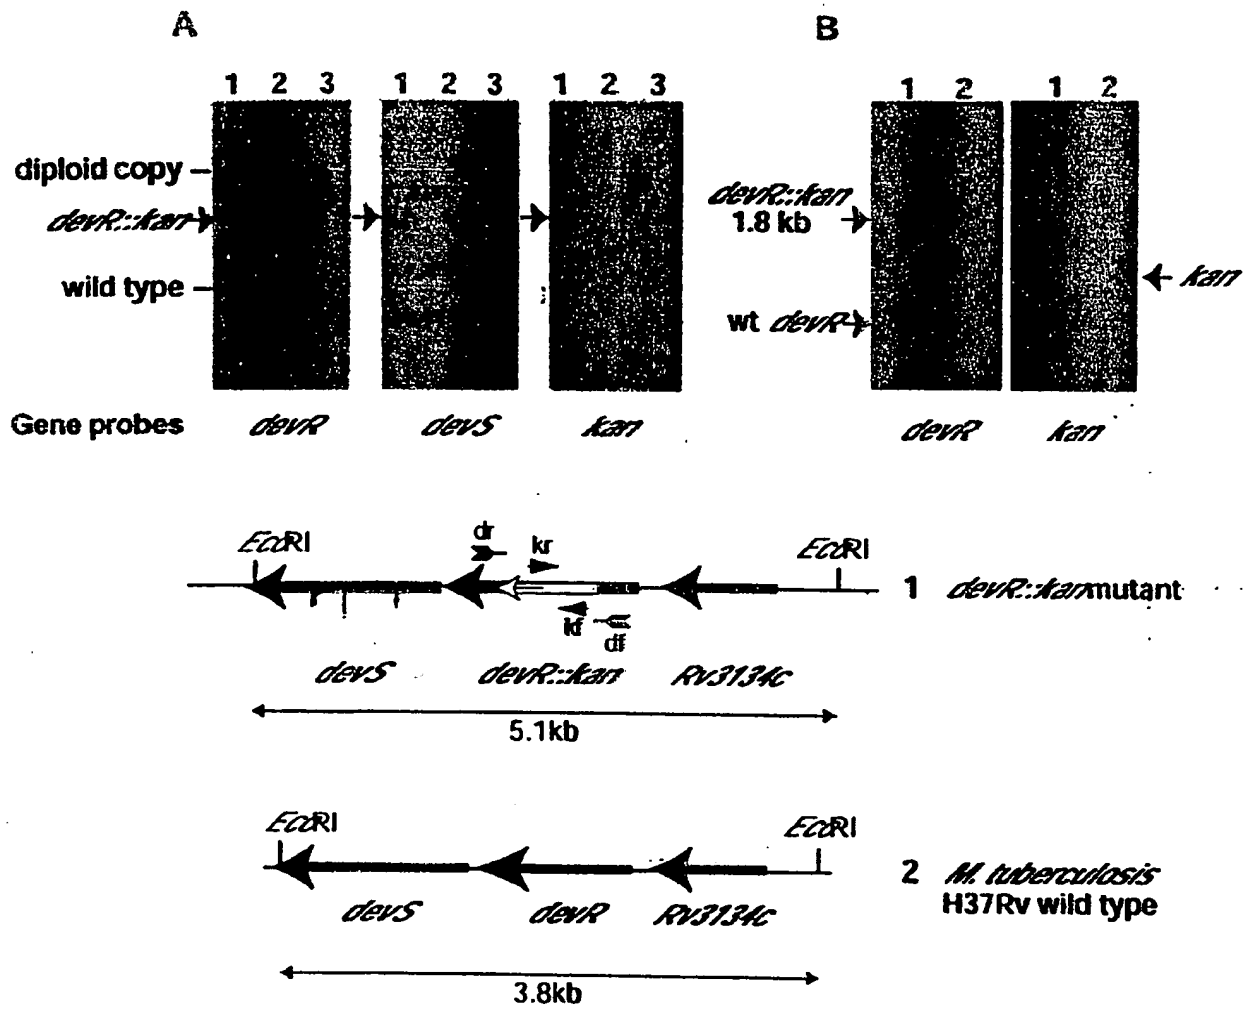 A
B
1 2 3 1 2 3 1 2 3
1 2 1 2
diploid copy
devR::kan
wild type
devR::kan
1.8 kb
kan
wt devR
Gene probes devR devS kan
devR kan
EcoRI dr kr EcoRI
1 devR::kanmutant
kf
df
devS devR::kan Rv3134c
5.1kb
EcoRI EcoRI
2 M. tuberculosis
H37Rv wild type
devS devR Rv3134c
3.8kb